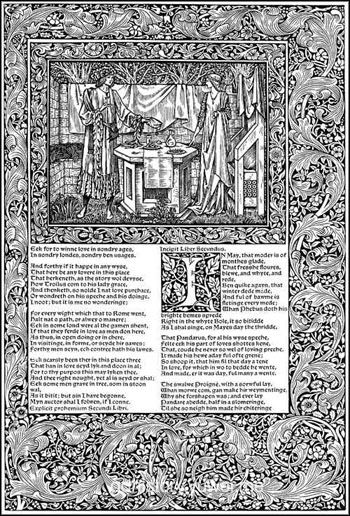 Eek for to winne love in sondry ages,
In sondry londes, sondry ben usages.
And forthy if it happe in any wyse,
That here be any lovere in this place
That herkeneth, as the story wol devyse,
How Troilus com to his lady grace,
And thenketh, so nolde I nat love purchace,
Or wondreth on his speche and his doinge,
I noot; but it is me no wonderinge;
For every wight which that to Rome went,
Halt nat o path, or alwey o manere;
Eek in som lond were al the gamen shent,
If that they ferde in love as men don here,
As thus, in open doing or in chere,
In visitinge, in forme, or seyde hir sawes;
Forthy men seyn, ech contree hath his lawes.
Eek scarsly been ther in this place three
That han in love seyd lyk and doon in al;
For to thy purpos this may lyken thee,
And thee right nought, yet al is seyd or shal;
Eek som men grave in tree, som in stoon
wal,
As it bitit; but sin I have begonne,
Myn auctor shal I folwen, if I conne.
Explicit prohemium Secundi Libri.
Incipit Liber Secundus.
IN May, that moder is of
monthes glade,
That fresshe floures,
blewe, and whyte, and
rede,
Ben quike agayn, that
winter dede made,
And ful of bawme is
fletinge every mede;
Whan Phebus doth his
brighte bemes sprede
Right in the whyte Bole, it so bitidde
As I shal singe, on Mayes day the thridde,
That Pandarus, for al his wyse speche,
Felte eek his part of loves shottes kene,
That, coude he never so wel of loving preche,
It made his hewe aday ful ofte grene;
So shoop it, that him fil that day a tene
In love, for which in wo to bedde he wente,
And made, er it was day, ful many a wente.
The swalwe Proigne, with a sorwful lay,
Whan morwe com, gan make hir weymentinge,
Why she forshapen was; and ever lay
Pandare abedde, half in a slomeringe,
Til she so neigh him made hir chiteringe